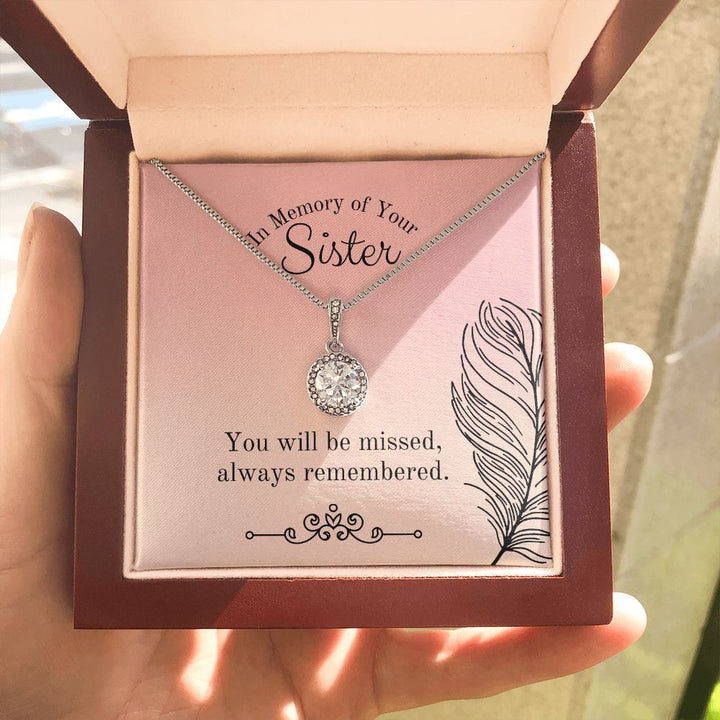 In Memory of Your
Sister
You will be missed,
always remembered.